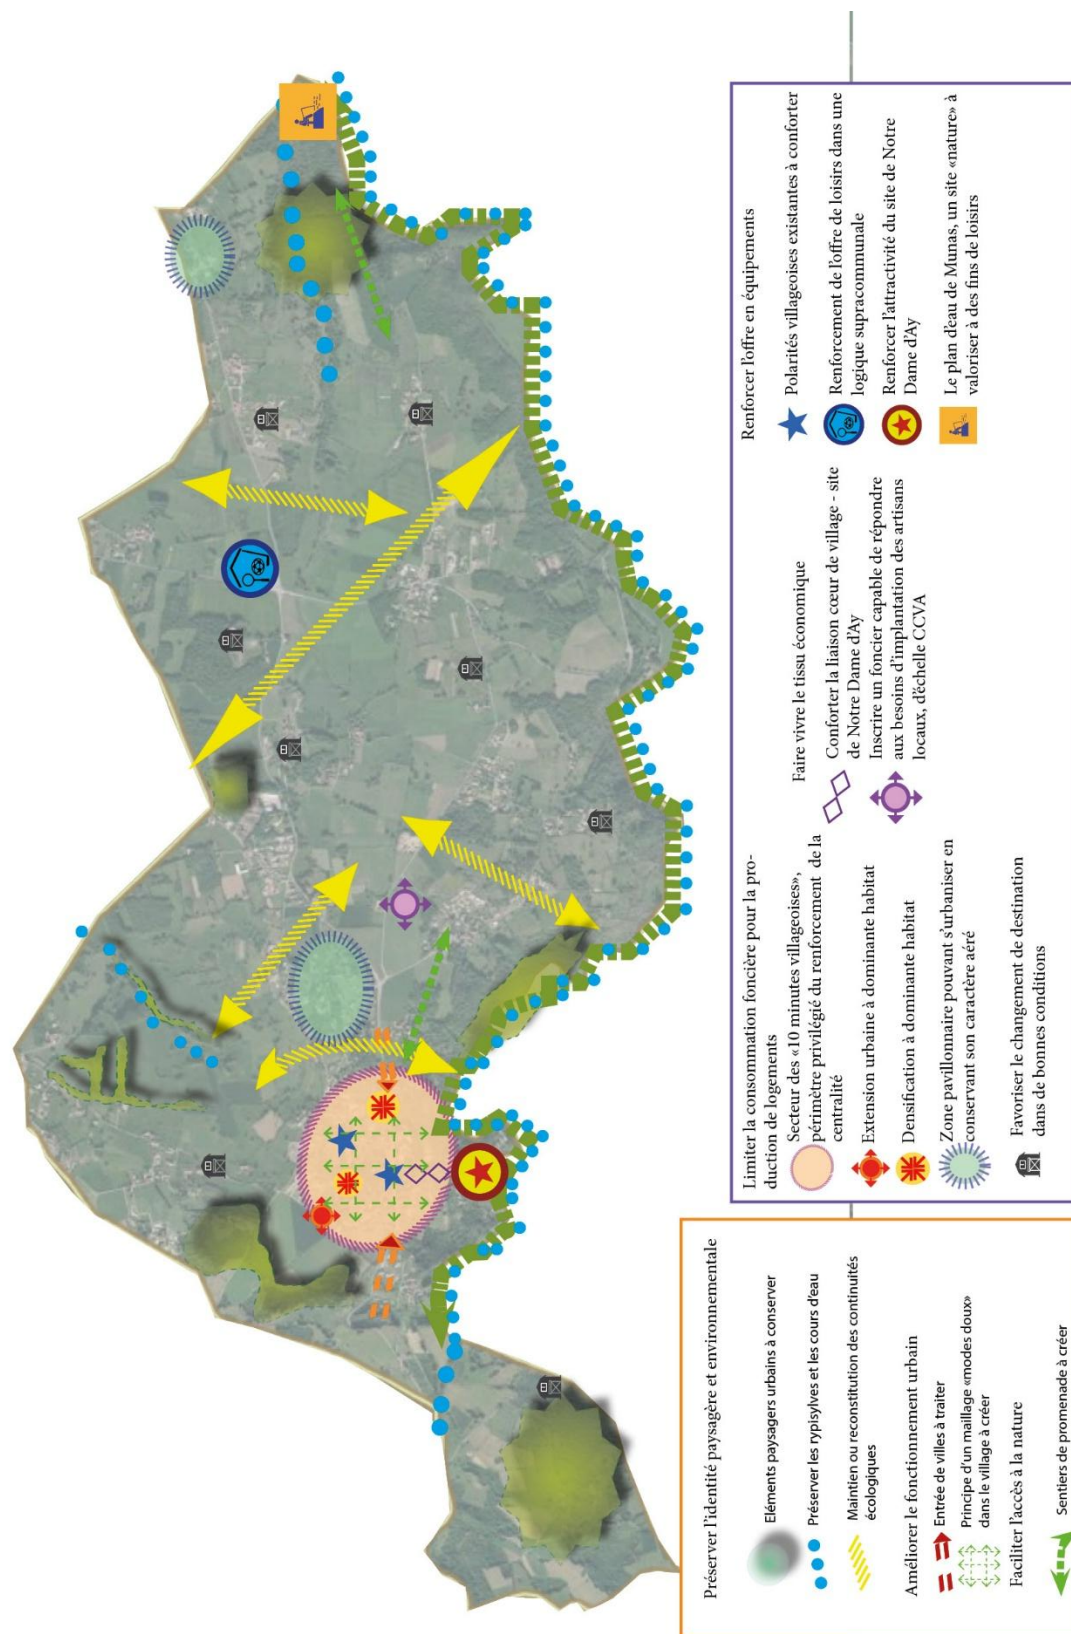 Préserver l'identité paysagère et environnementale
Eléments paysagers urbains à conserver
Préserver les rypisylves et les cours d'eau
Maintien ou reconstitution des continuités
écologiques
Améliorer le fonctionnement urbain
Entrée de villes à traiter
Principe d'un maillage «modes doux»
dans le village à créer
Faciliter l'accès à la nature
Sentiers de promenade à créer
Limiter la consommation foncière pour la pro-
duction de logements
Secteur des «10 minutes villageoises»,
périmètre privilégié du renforcement de la
centralité
Extension urbaine à dominante habitat
Densification à dominante habitat
Zone pavillonnaire pouvant s'urbaniser en
conservant son caractère aéré
Favoriser le changement de destination
dans de bonnes conditions
Faire vivre le tissu économique
Conforter la liaison cœur de village - site
de Notre Dame d'Ay
Inscrire un foncier capable de répondre
aux besoins d'implantation des artisans
locaux, d'échelle CCVA
Renforcer l'offre en équipements
Polarités villageoises existantes à conforter
Renforcement de l'offre de loisirs dans une
logique supracommunale
Renforcer l'attractivité du site de Notre
Dame d'Ay
Le plan d'eau de Munas, un site «nature» à
valoriser à des fins de loisirs